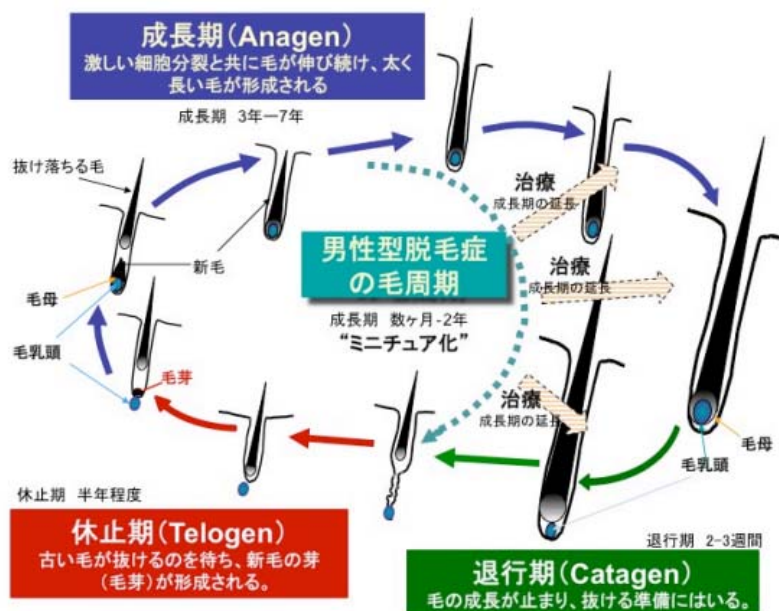 成長期(Anagen)
激しい細胞分裂と共に毛が伸び続け、太く
長い毛が形成される
成長期 3年ー7年
抜け落ちる毛
新毛
毛母
毛乳頭
毛芽
治療
成長期の延長
男性型脱毛症
の毛周期
成長期 数ヶ月-2年
“ミニチュア化”
治療
成長期の延長
治療
成長期の延長
毛母
毛乳頭
休止期 半年程度
休止期(Telogen)
古い毛が抜けるのを待ち、新毛の芽
(毛芽)が形成される。
退行期 2-3週間
退行期(Catagen)
毛の成長が止まり、抜ける準備にはいる。